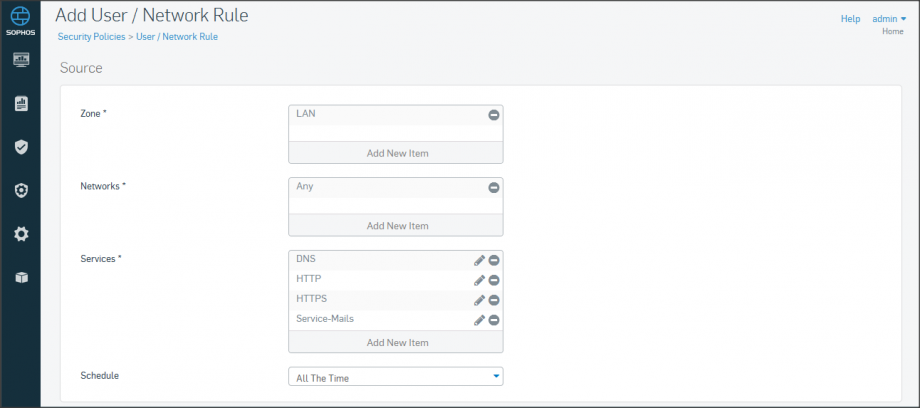 SOPHOS
Add User / Network Rule
Help admin
Security Policies > User / Network Rule
Home
Source
Zone *
LAN
Add New Item
Networks *
Any
Add New Item
Services *
DNS
HTTP
HTTPS
Service-Mails
Add New Item
Schedule
All The Time